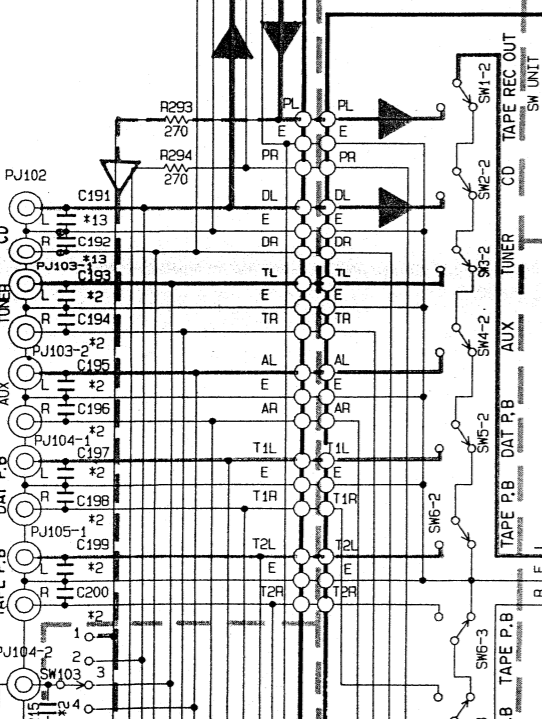 TAPE REC OUT
SW UNIT
SW1-2
R293
270
PL
PL
E
E
R294
270
PR
PR
PJ102
SW2-2
CD
C191
DL
DL
L
*13
E
E
CD
R
C192
DR
DR
*13
PJ103-1
SW3-2
TUNER
C193
TL
TL
L
*2
E
E
TUNER
R
C194
TR
TR
*2
SW4-2
AUX
PJ103-2
C195
AL
AL
L
*2
E
E
AUX
R
C196
AR
AR
*2
SW5-2
DAT P.B
PJ104-1
C197
T1L
T1L
L
*2
E
E
DAT P.B
R
C198
T1R
T1R
*2
SW6-2
TAPE P.B
PJ105-1
C199
T2L
T2L
L
*2
E
E
R
C200
T2R
T2R
*2
1
PJ104-2
2
SW103
3
*2
4
SW6-3
TAPE P.B
L
E
R
B